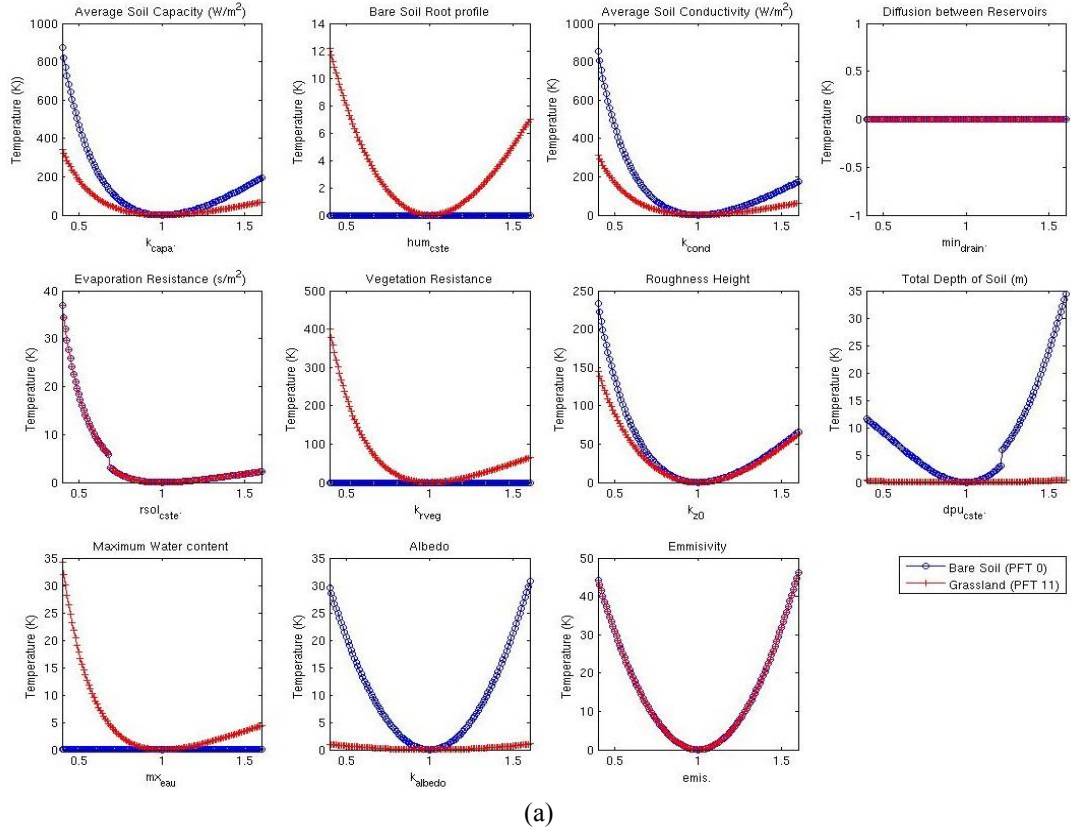 Average Soil Capacity (W/m²)
Temperature (K))
1000
800
600
400
200
0
0.5 1 1.5
k_capa.
Bare Soil Root profile
Temperature (K)
14
12
10
8
6
4
2
0
0.5 1 1.5
hum_cste
Average Soil Conductivity (W/m²)
Temperature (K)
1000
800
600
400
200
0
0.5 1 1.5
k_cond
Diffusion between Reservoirs
Temperature (K)
1
0.5
0
-0.5
-1
0.5 1 1.5
min_drain.
Evaporation Resistance (s/m²)
Temperature (K)
40
30
20
10
0
0.5 1 1.5
rsol_cste.
Vegetation Resistance
Temperature (K)
500
400
300
200
100
0
0.5 1 1.5
k_rveg
Roughness Height
Temperature (K)
250
200
150
100
50
0
0.5 1 1.5
k_z0
Total Depth of Soil (m)
Temperature (K)
35
30
25
20
15
10
5
0
0.5 1 1.5
dpu_cste.
Maximum Water content
Temperature (K)
35
30
25
20
15
10
5
0
0.5 1 1.5
mx_eau
Albedo
Temperature (K)
35
30
25
20
15
10
5
0
0.5 1 1.5
k_albedo
Emmisivity
Temperature (K)
50
40
30
20
10
0
0.5 1 1.5
emis.
Bare Soil (PFT 0)
Grassland (PFT 11)
(a)